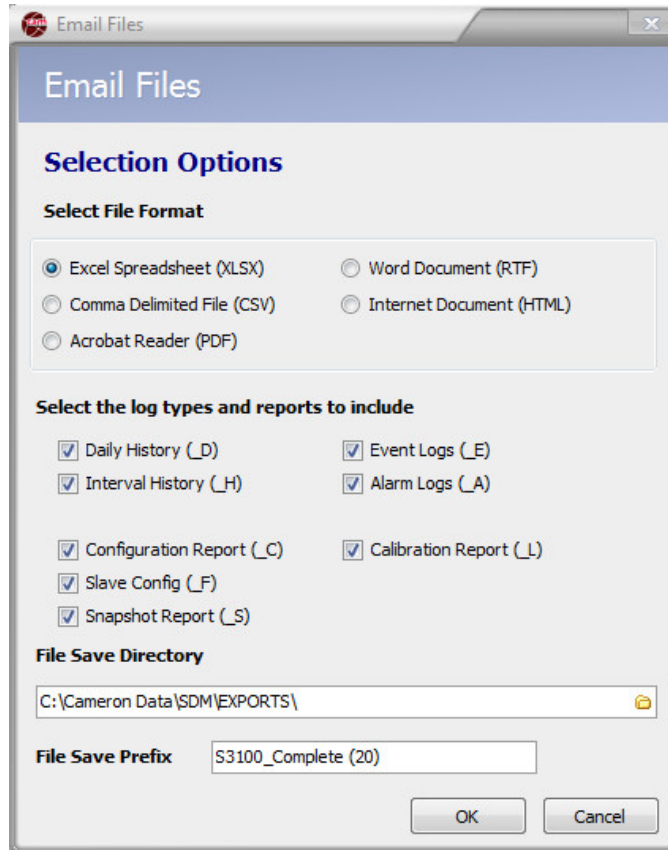 Email Files
Email Files
Selection Options
Select File Format
Excel Spreadsheet (XLSX)
Word Document (RTF)
Comma Delimited File (CSV)
Internet Document (HTML)
Acrobat Reader (PDF)
Select the log types and reports to include
Daily History (_D)
Event Logs (_E)
Interval History (_H)
Alarm Logs (_A)
Configuration Report (_C)
Calibration Report (_L)
Slave Config (_F)
Snapshot Report (_S)
File Save Directory
C:\Cameron Data\SDM\EXPORTS\
File Save Prefix
S3100_Complete (20)
OK
Cancel